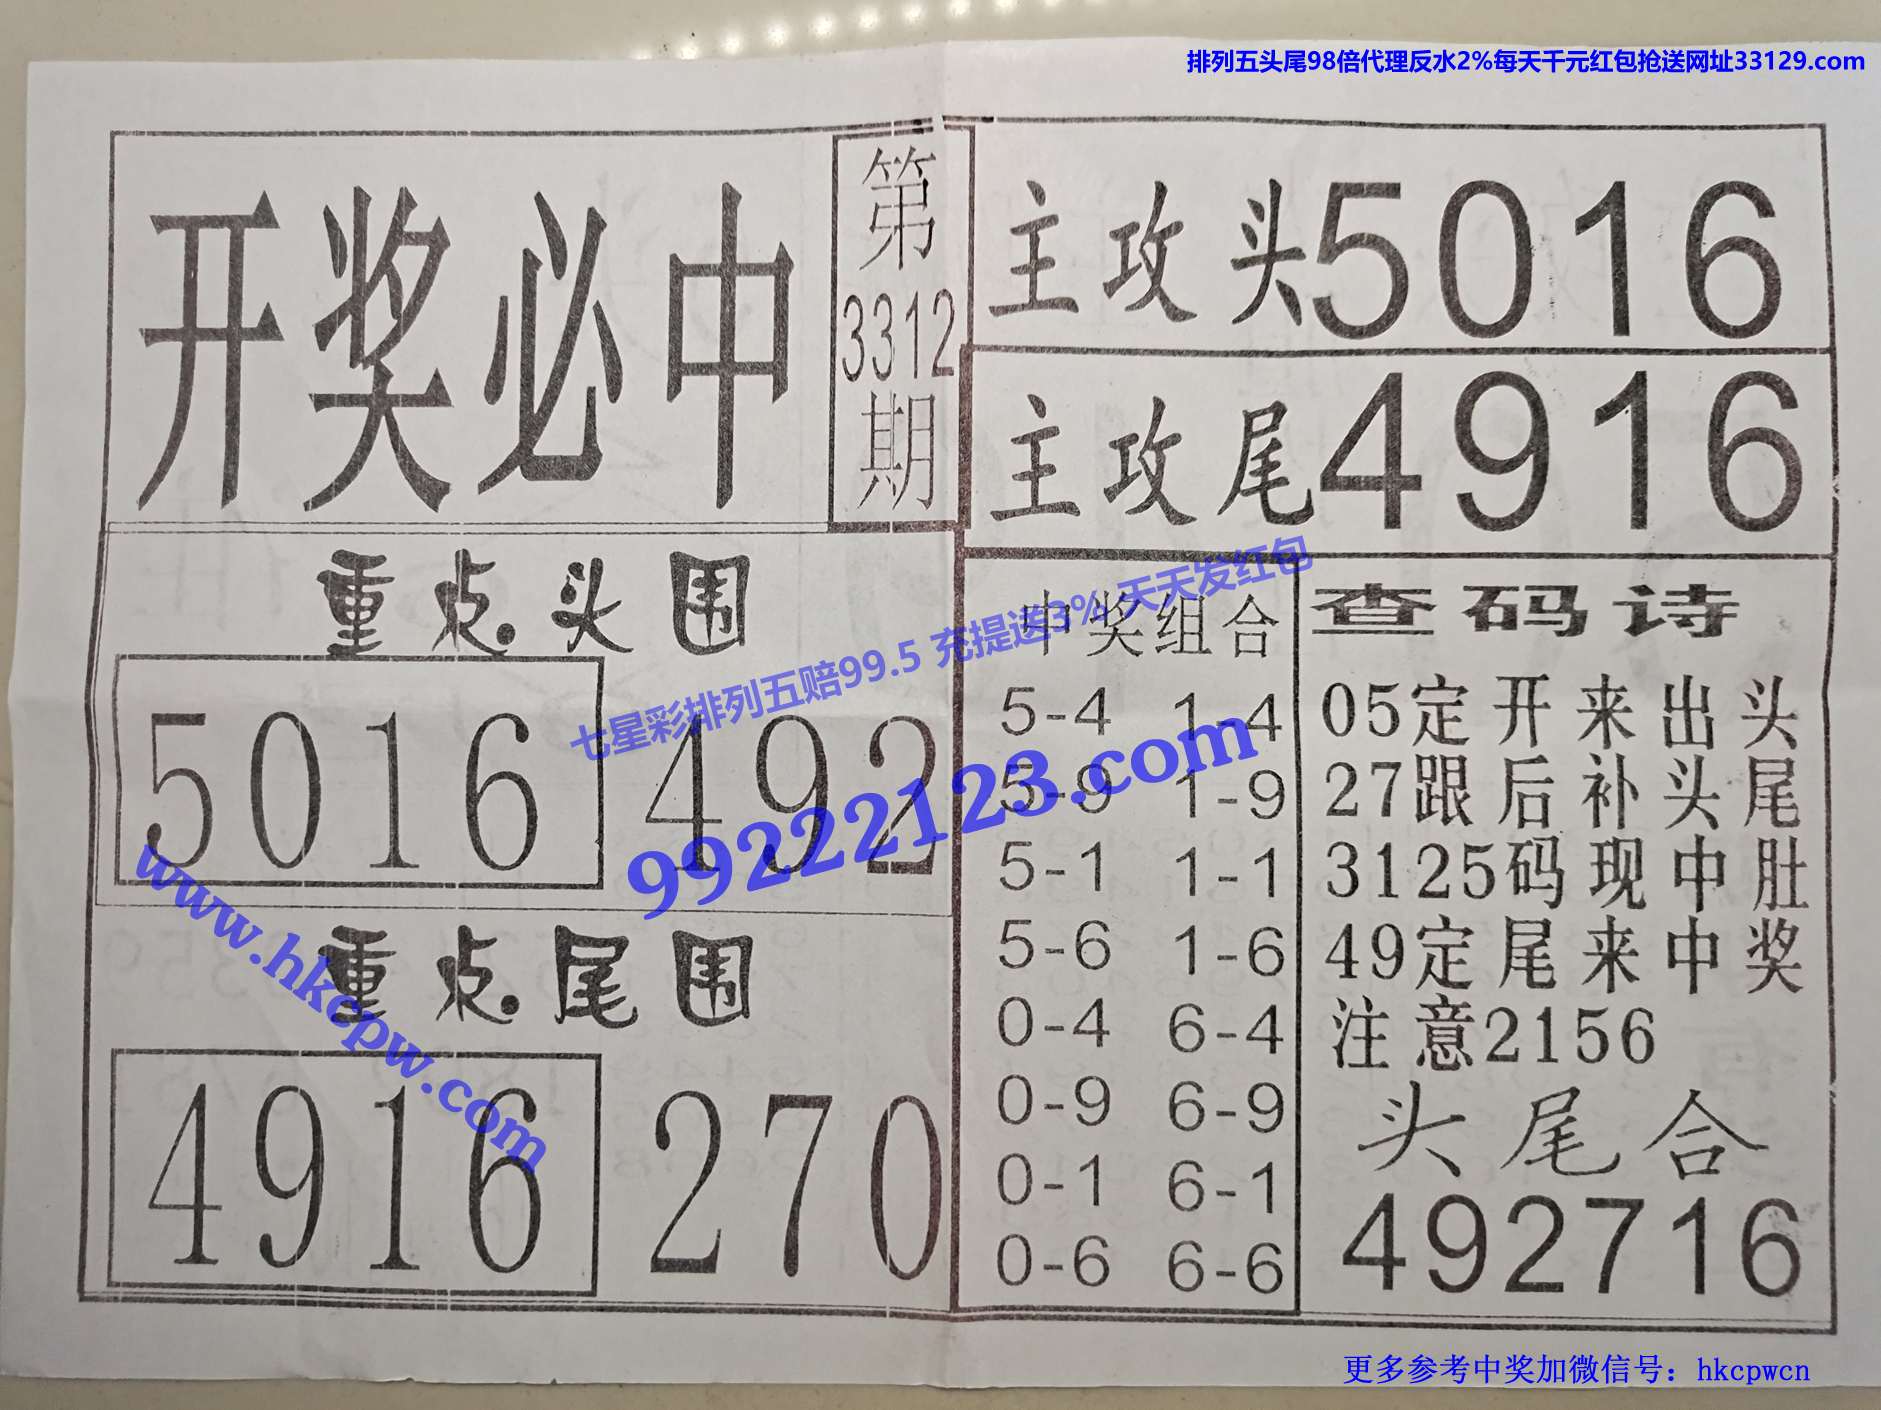 排列五头尾98倍代理反水2%每天千元红包抢送网址33129.com
开奖必中
第
3312
期
主攻头5016
主攻尾4916
重点头围
5016 492
重点尾围
4916 270
中奖组合
5-4 1-4
5-9 1-9
5-1 1-1
5-6 1-6
0-4 6-4
0-9 6-9
0-1 6-1
0-6 6-6
查码诗
05定开来出头
27跟后补头尾
3125码现中肚
49定尾来中奖
注意2156
头尾合
492716
七星彩排列五赔99.5 充提送3% 天天发红包
99222123.com
www.hkcpw.com
更多参考中奖加微信号：hkcpwcn